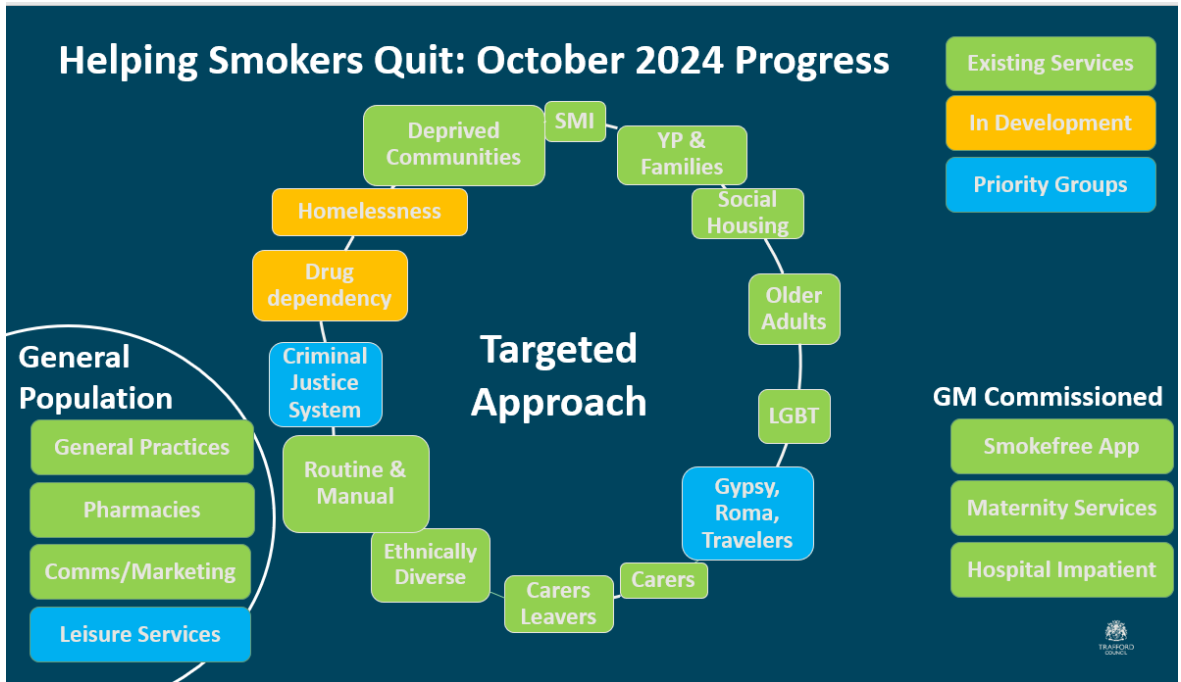 Helping Smokers Quit: October 2024 Progress
Existing Services
In Development
Priority Groups
Deprived
Communities
SMI
YP &
Families
Social
Housing
Older
Adults
LGBT
Gypsy,
Roma,
Travelers
Carers
Carers
Leavers
Ethnically
Diverse
Routine &
Manual
Criminal
Justice
System
Drug
dependency
Homelessness
Targeted
Approach
General
Population
General Practices
Pharmacies
Comms/Marketing
Leisure Services
GM Commissioned
Smokefree App
Maternity Services
Hospital Impatient
TRAFFORD
COUNCIL